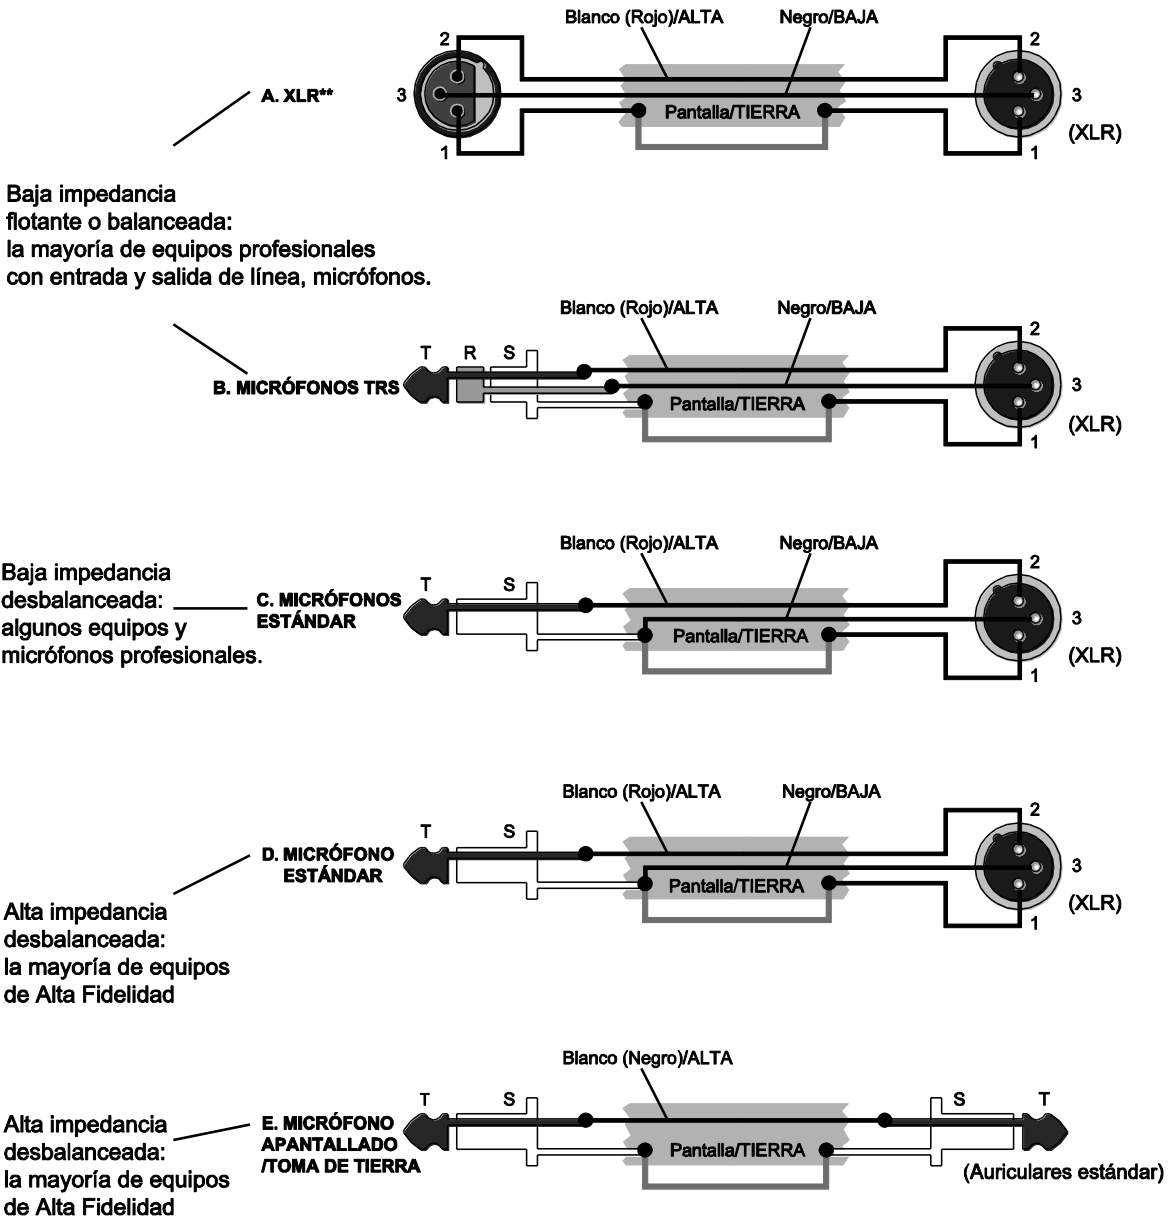 Blanco (Rojo)/ALTA
Negro/BAJA
2
2
A. XLR**
3
Pantalla/TIERRA
3
(XLR)
1
1
Baja impedancia
flotante o balanceada:
la mayoría de equipos profesionales
con entrada y salida de línea, micrófonos.
Blanco (Rojo)/ALTA
Negro/BAJA
2
T
R
S
B. MICRÓFONOS TRS
3
Pantalla/TIERRA
(XLR)
1
Blanco (Rojo)/ALTA
Negro/BAJA
2
Baja impedancia
desbalanceada:
algunos equipos y
micrófonos profesionales.
T
S
C. MICRÓFONOS
ESTÁNDAR
3
Pantalla/TIERRA
(XLR)
1
Blanco (Rojo)/ALTA
Negro/BAJA
2
T
S
D. MICRÓFONO
ESTÁNDAR
3
Pantalla/TIERRA
(XLR)
1
Alta impedancia
desbalanceada:
la mayoría de equipos
de Alta Fidelidad
Blanco (Negro)/ALTA
T
S
S
T
Alta impedancia
desbalanceada:
la mayoría de equipos
de Alta Fidelidad
E. MICRÓFONO
APANTALLADO
/TOMA DE TIERRA
Pantalla/TIERRA
(Auriculares estándar)